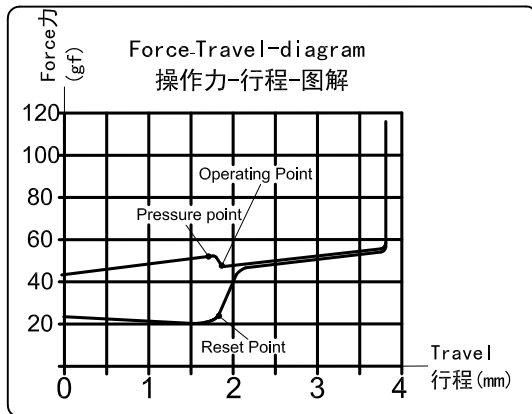 Force力
(gf)
Force-Travel-diagram
操作力-行程-图解
120
100
80
60
40
20
Operating Point
Pressure point
Reset Point
0 1 2 3 4
Travel
行程(mm)